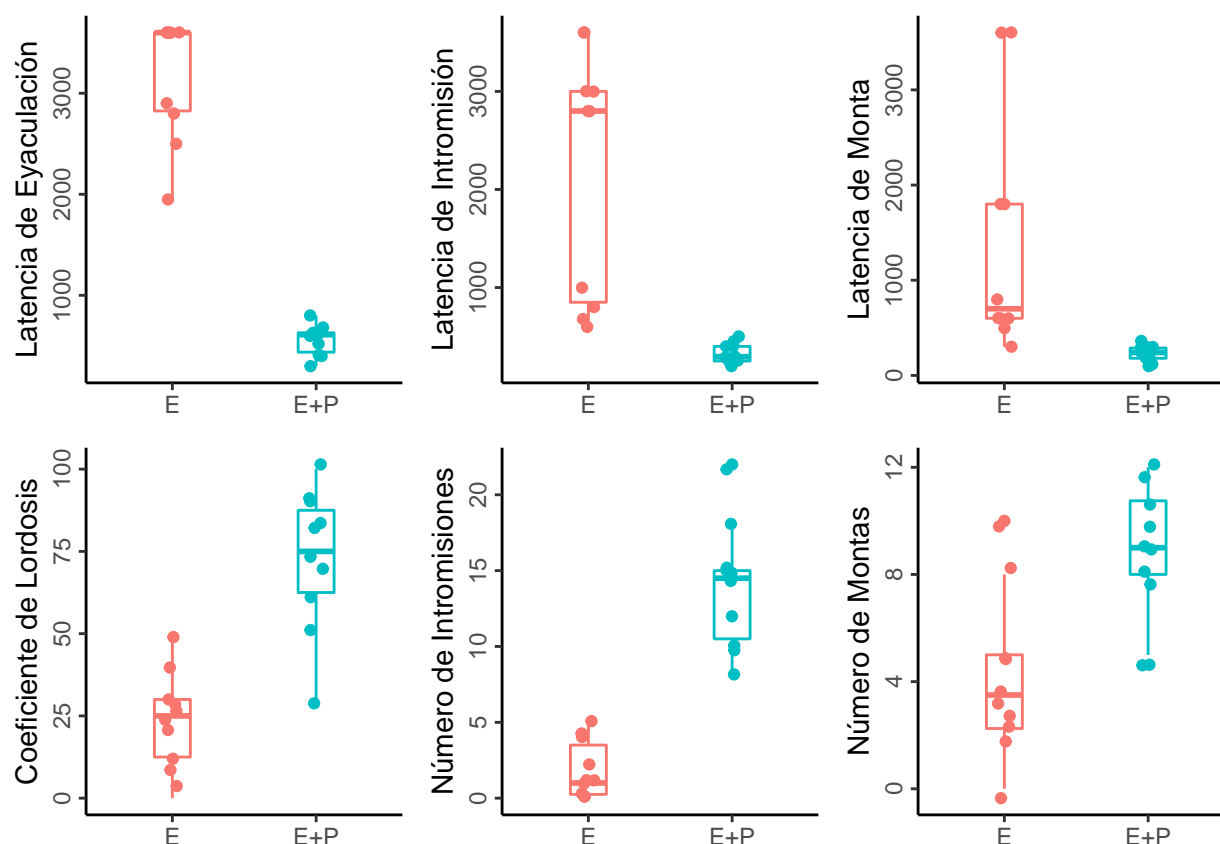 Latencia de Eyaculación
3000
2000
1000
E
E+P
Latencia de Intromisión
3000
2000
1000
E
E+P
Latencia de Monta
3000
2000
1000
0
E
E+P
Coeficiente de Lordosis
100
75
50
25
0
E
E+P
Número de Intromisiones
20
15
10
5
0
E
E+P
Número de Montas
12
8
4
0
E
E+P